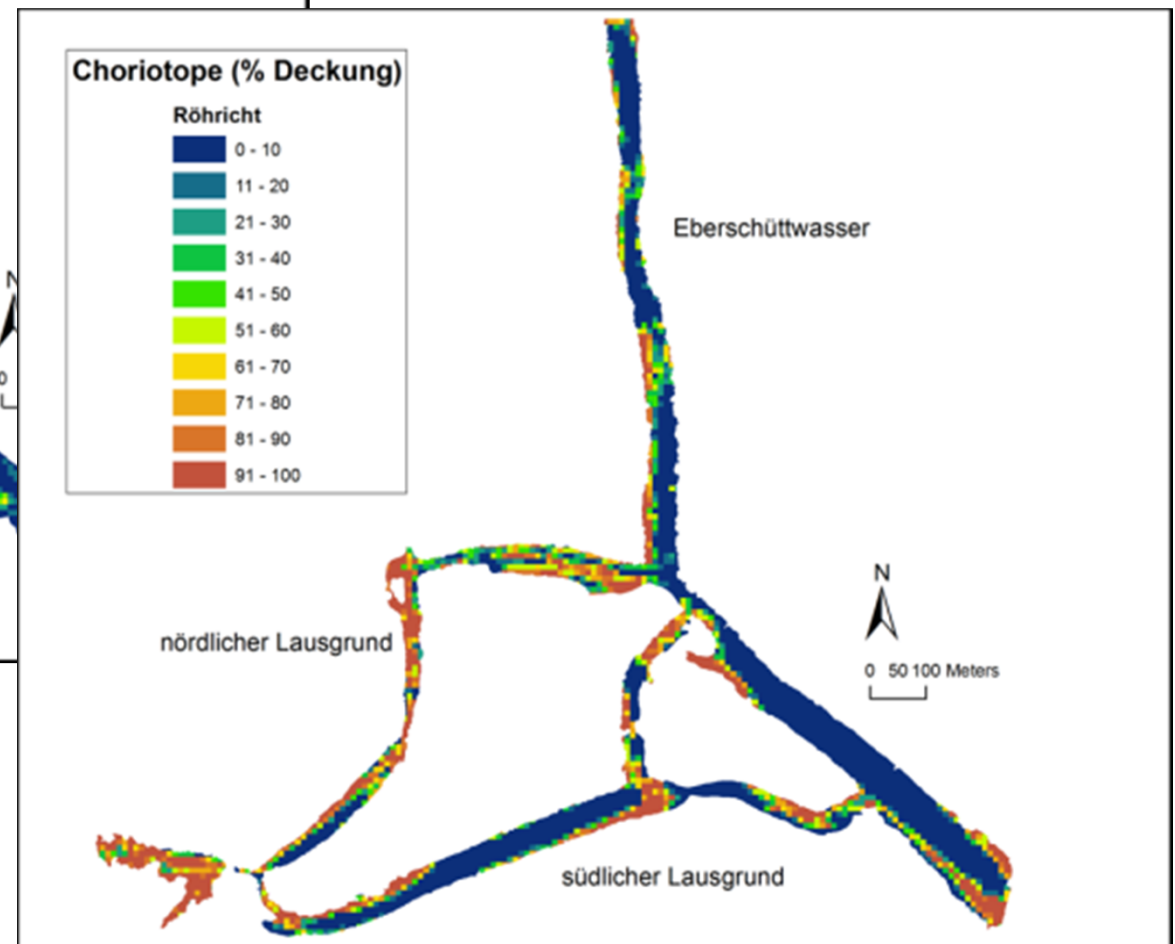 Choriotope (% Deckung)
Röhricht
0 - 10
11 - 20
21 - 30
31 - 40
41 - 50
51 - 60
61 - 70
71 - 80
81 - 90
91 - 100
Eberschüttwasser
N
0
N
0 50 100 Meters
nördlicher Lausgrund
südlicher Lausgrund